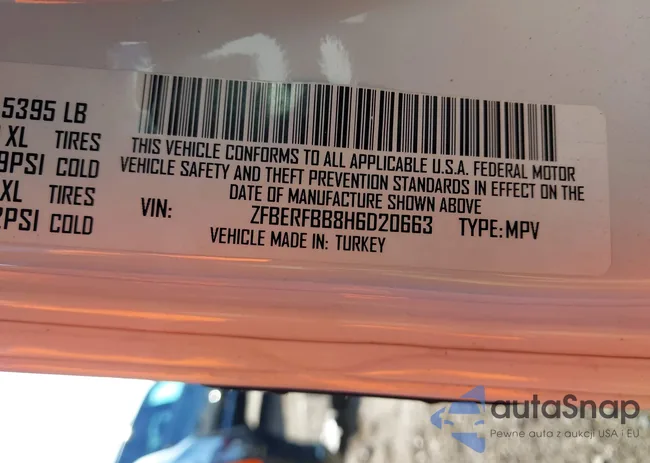 5395 LB
XL TIRES
9PSI COLD
XL TIRES
2PSI COLD
THIS VEHICLE CONFORMS TO ALL APPLICABLE U.S.A. FEDERAL MOTOR
VEHICLE SAFETY AND THEFT PREVENTION STANDARDS IN EFFECT ON THE
DATE OF MANUFACTURE SHOWN ABOVE
VIN: ZFBERFBB8H6D20663 TYPE: MPV
VEHICLE MADE IN: TURKEY
autaSnap
Pewne auta z aukcji USA i EU